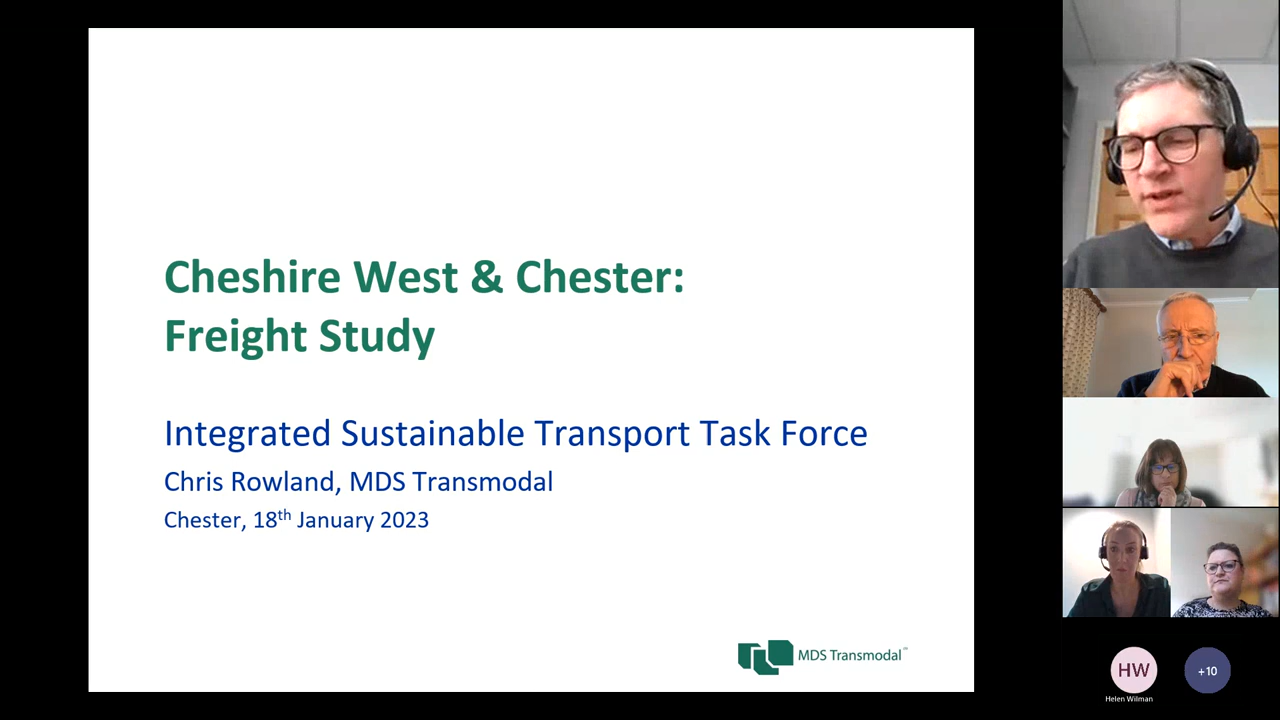 Cheshire West & Chester:
Freight Study
Integrated Sustainable Transport Task Force
Chris Rowland, MDS Transmodal
Chester, 18th January 2023
MDS Transmodal™
HW
+10
Helen Wilman